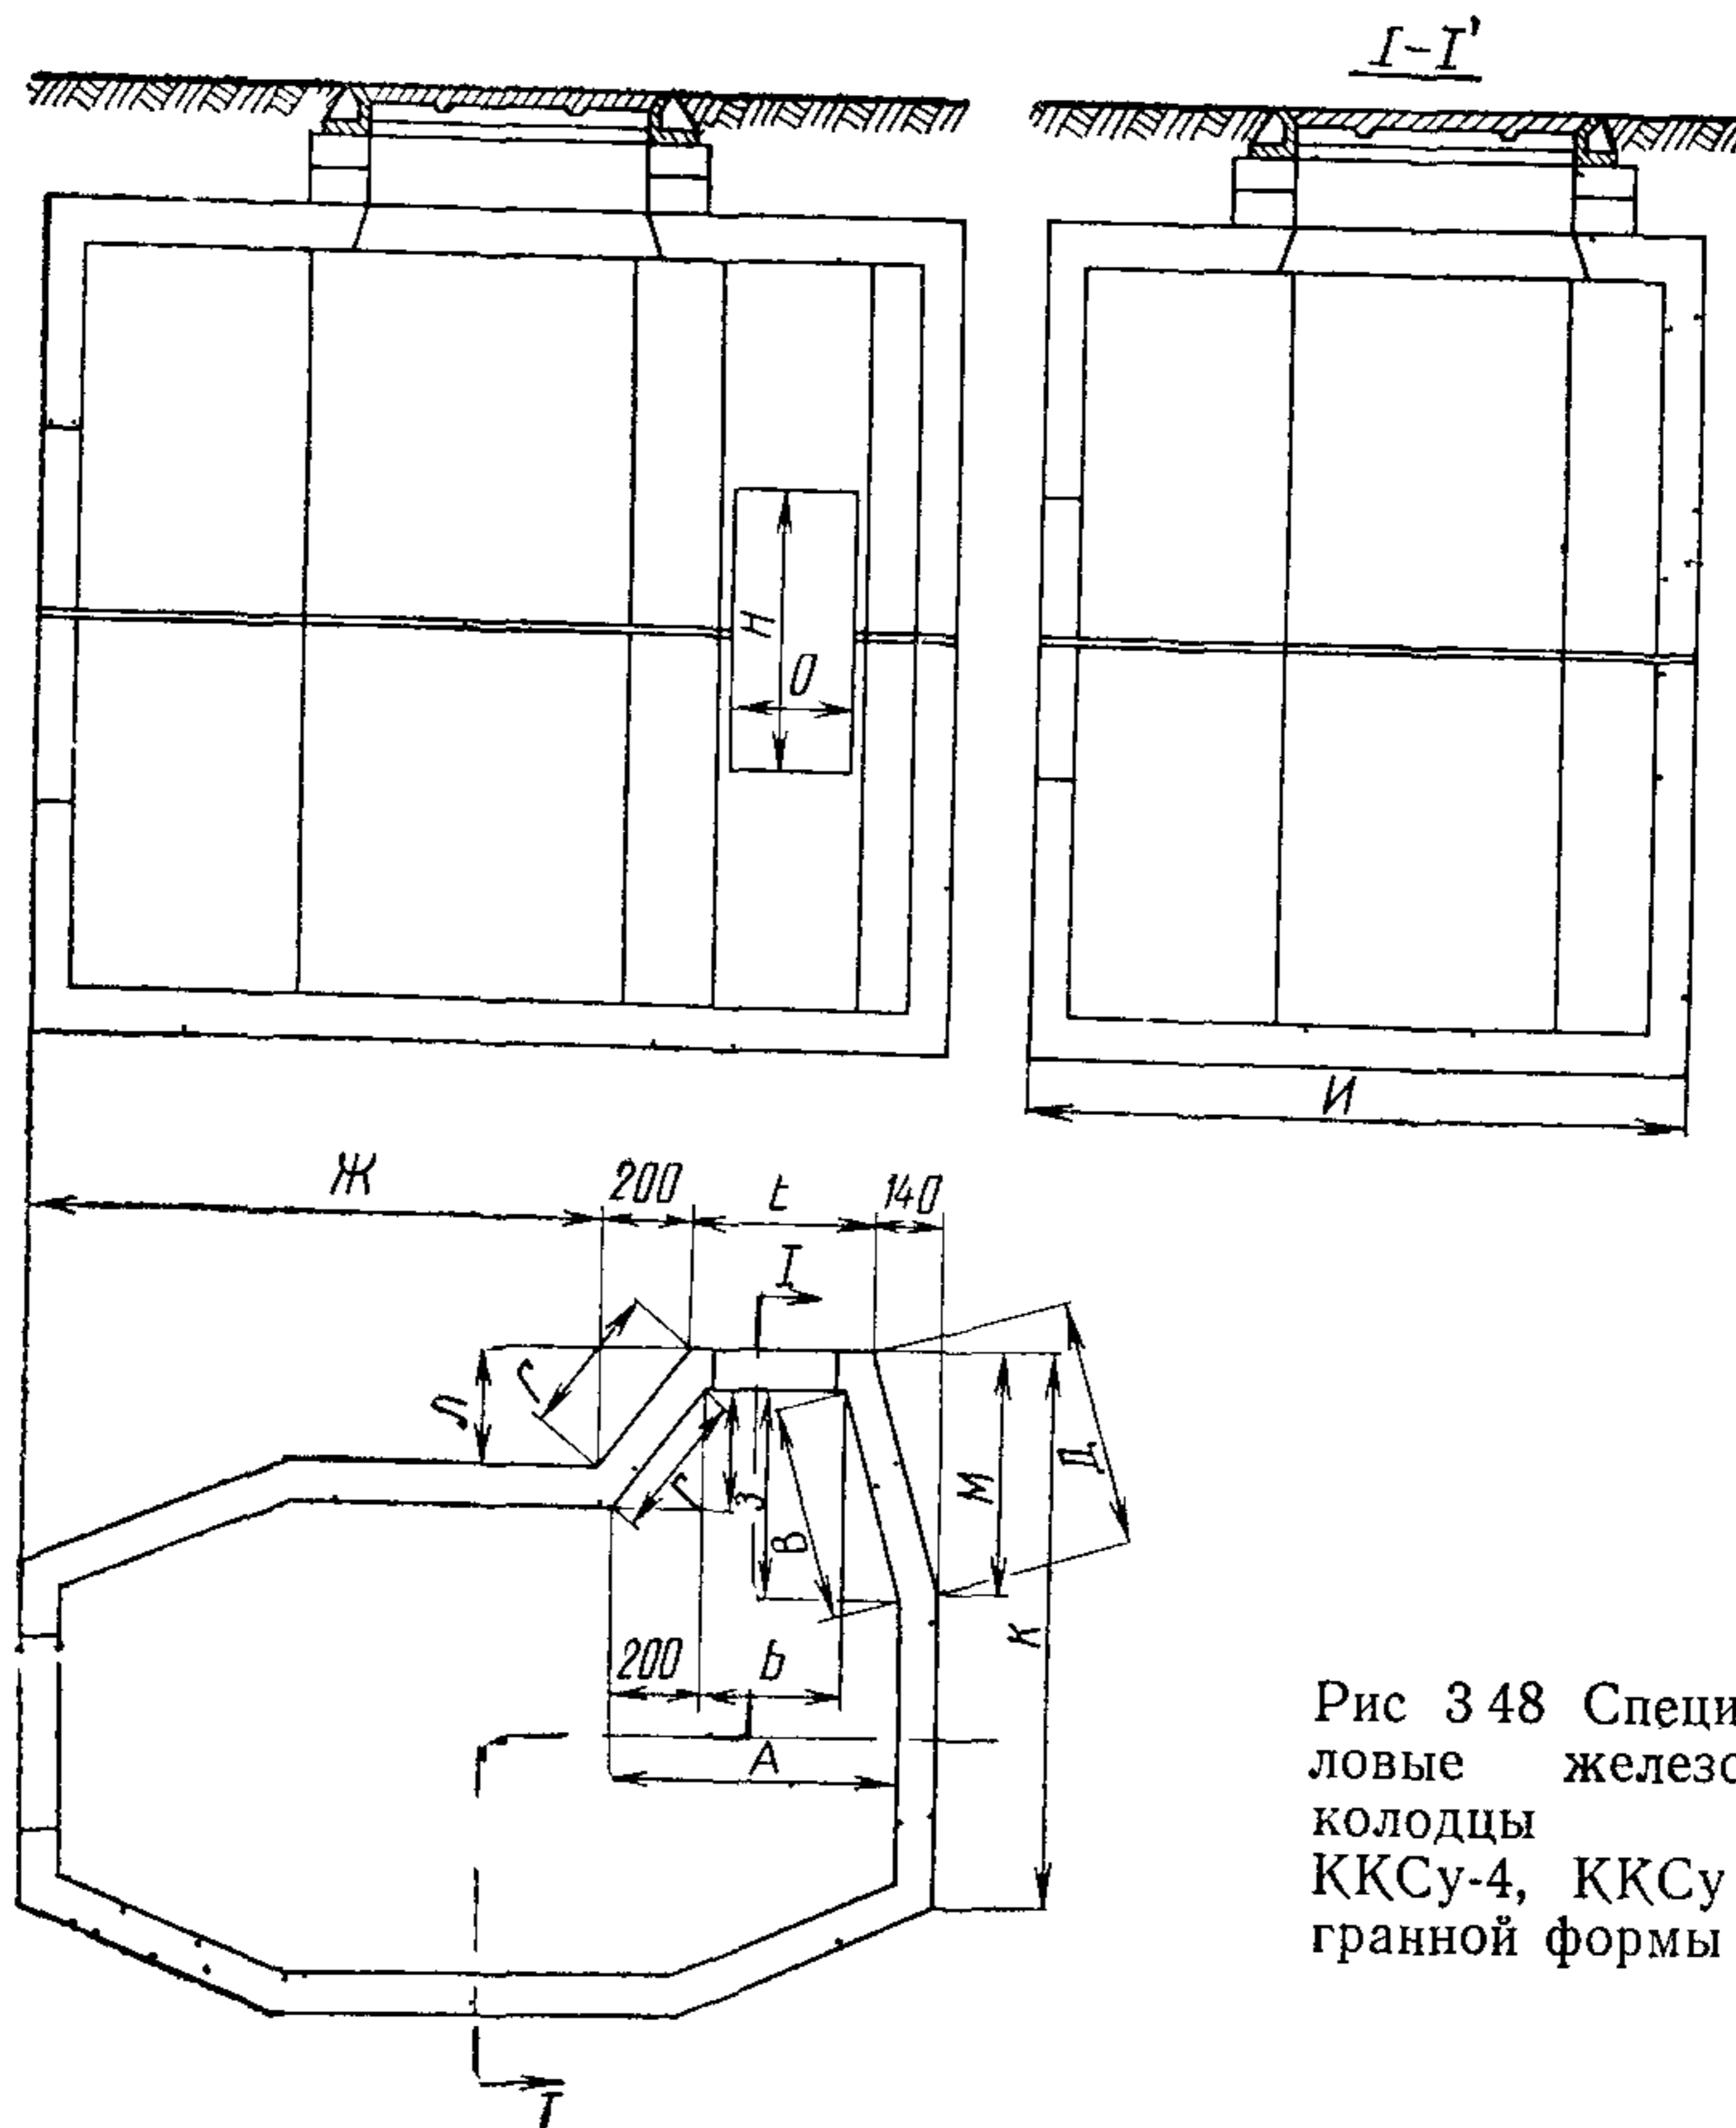 I-I'
Н
О
И
Ж
200
t
140
I
Г
Л
Г
З
В
М
Д
К
200
b
А
I
Рис 3 48 Специ
ловые железо
колодцы
ККСу-4, ККСу
гранной формы